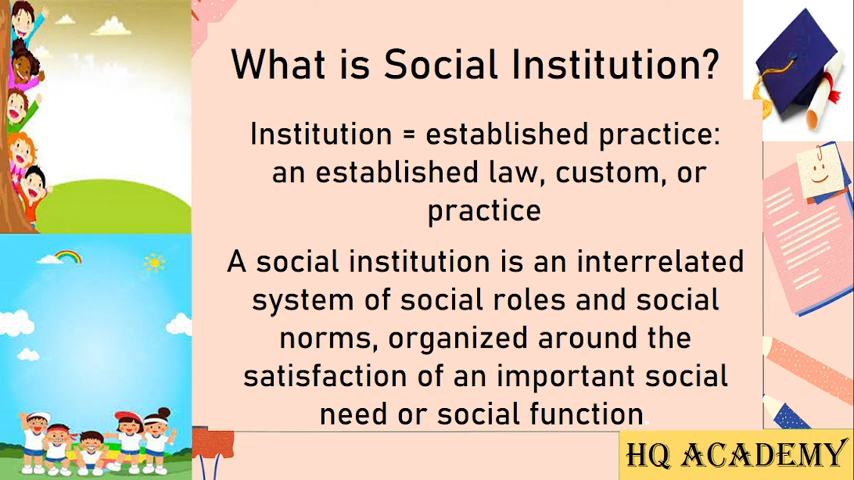 What is Social Institution?
Institution = established practice:
an established law, custom, or
practice
A social institution is an interrelated
system of social roles and social
norms, organized around the
satisfaction of an important social
need or social function.
HQ ACADEMY